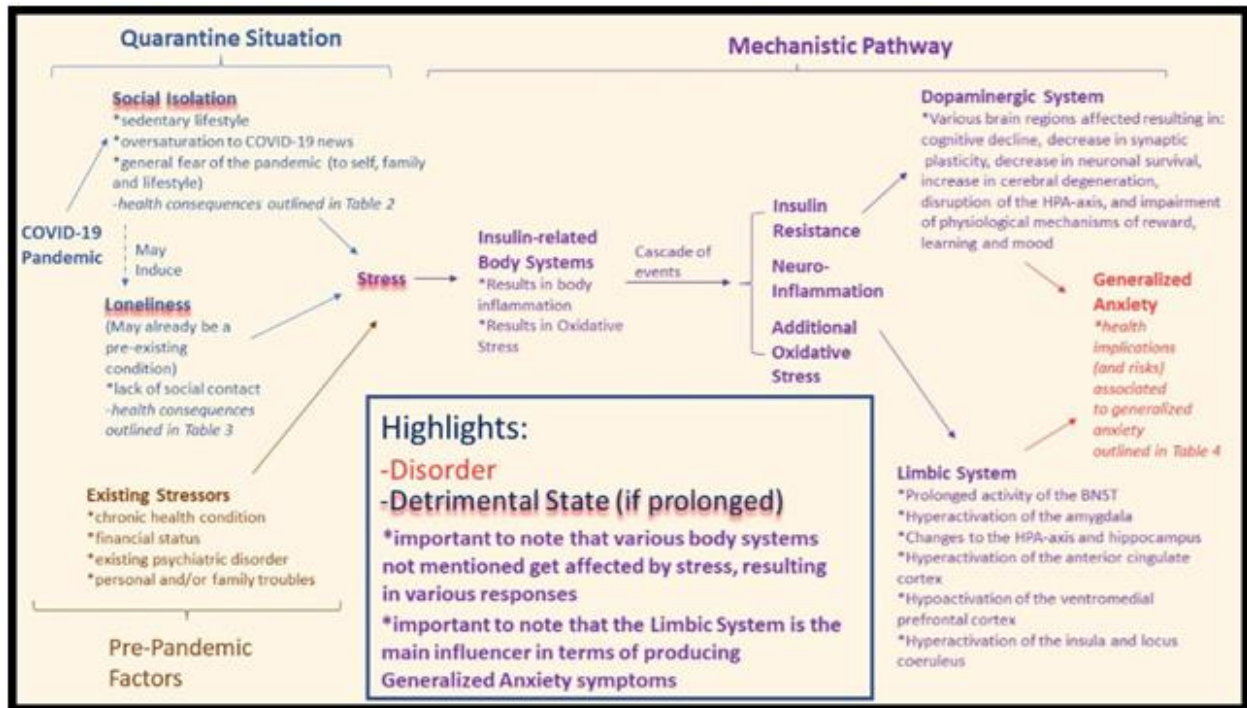 Quarantine Situation
Mechanistic Pathway
Social Isolation
*sedentary lifestyle
*oversaturation to COVID-19 news
*general fear of the pandemic (to self, family
and lifestyle)
-health consequences outlined in Table 2
COVID-19
Pandemic
May
Induce
Loneliness
(May already be a
pre-existing
condition)
*lack of social contact
-health consequences
outlined in Table 3
Existing Stressors
*chronic health condition
*financial status
*existing psychiatric disorder
*personal and/or family troubles
Pre-Pandemic
Factors
Stress
Insulin-related
Body Systems
*Results in body
inflammation
*Results in Oxidative
Stress
Cascade of
events
Insulin
Resistance
Neuro-
Inflammation
Additional
Oxidative
Stress
Dopaminergic System
*Various brain regions affected resulting in:
cognitive decline, decrease in synaptic
plasticity, decrease in neuronal survival,
increase in cerebral degeneration,
disruption of the HPA-axis, and impairment
of physiological mechanisms of reward,
learning and mood
Generalized
Anxiety
*health
implications
(and risks)
associated
to generalized
anxiety
outlined in Table 4
Limbic System
*Prolonged activity of the BNST
*Hyperactivation of the amygdala
*Changes to the HPA-axis and hippocampus
*Hyperactivation of the anterior cingulate
cortex
*Hypoactivation of the ventromedial
prefrontal cortex
*Hyperactivation of the insula and locus
coeruleus
Highlights:
-Disorder
-Detrimental State (if prolonged)
*important to note that various body systems
not mentioned get affected by stress, resulting
in various responses
*important to note that the Limbic System is the
main influencer in terms of producing
Generalized Anxiety symptoms